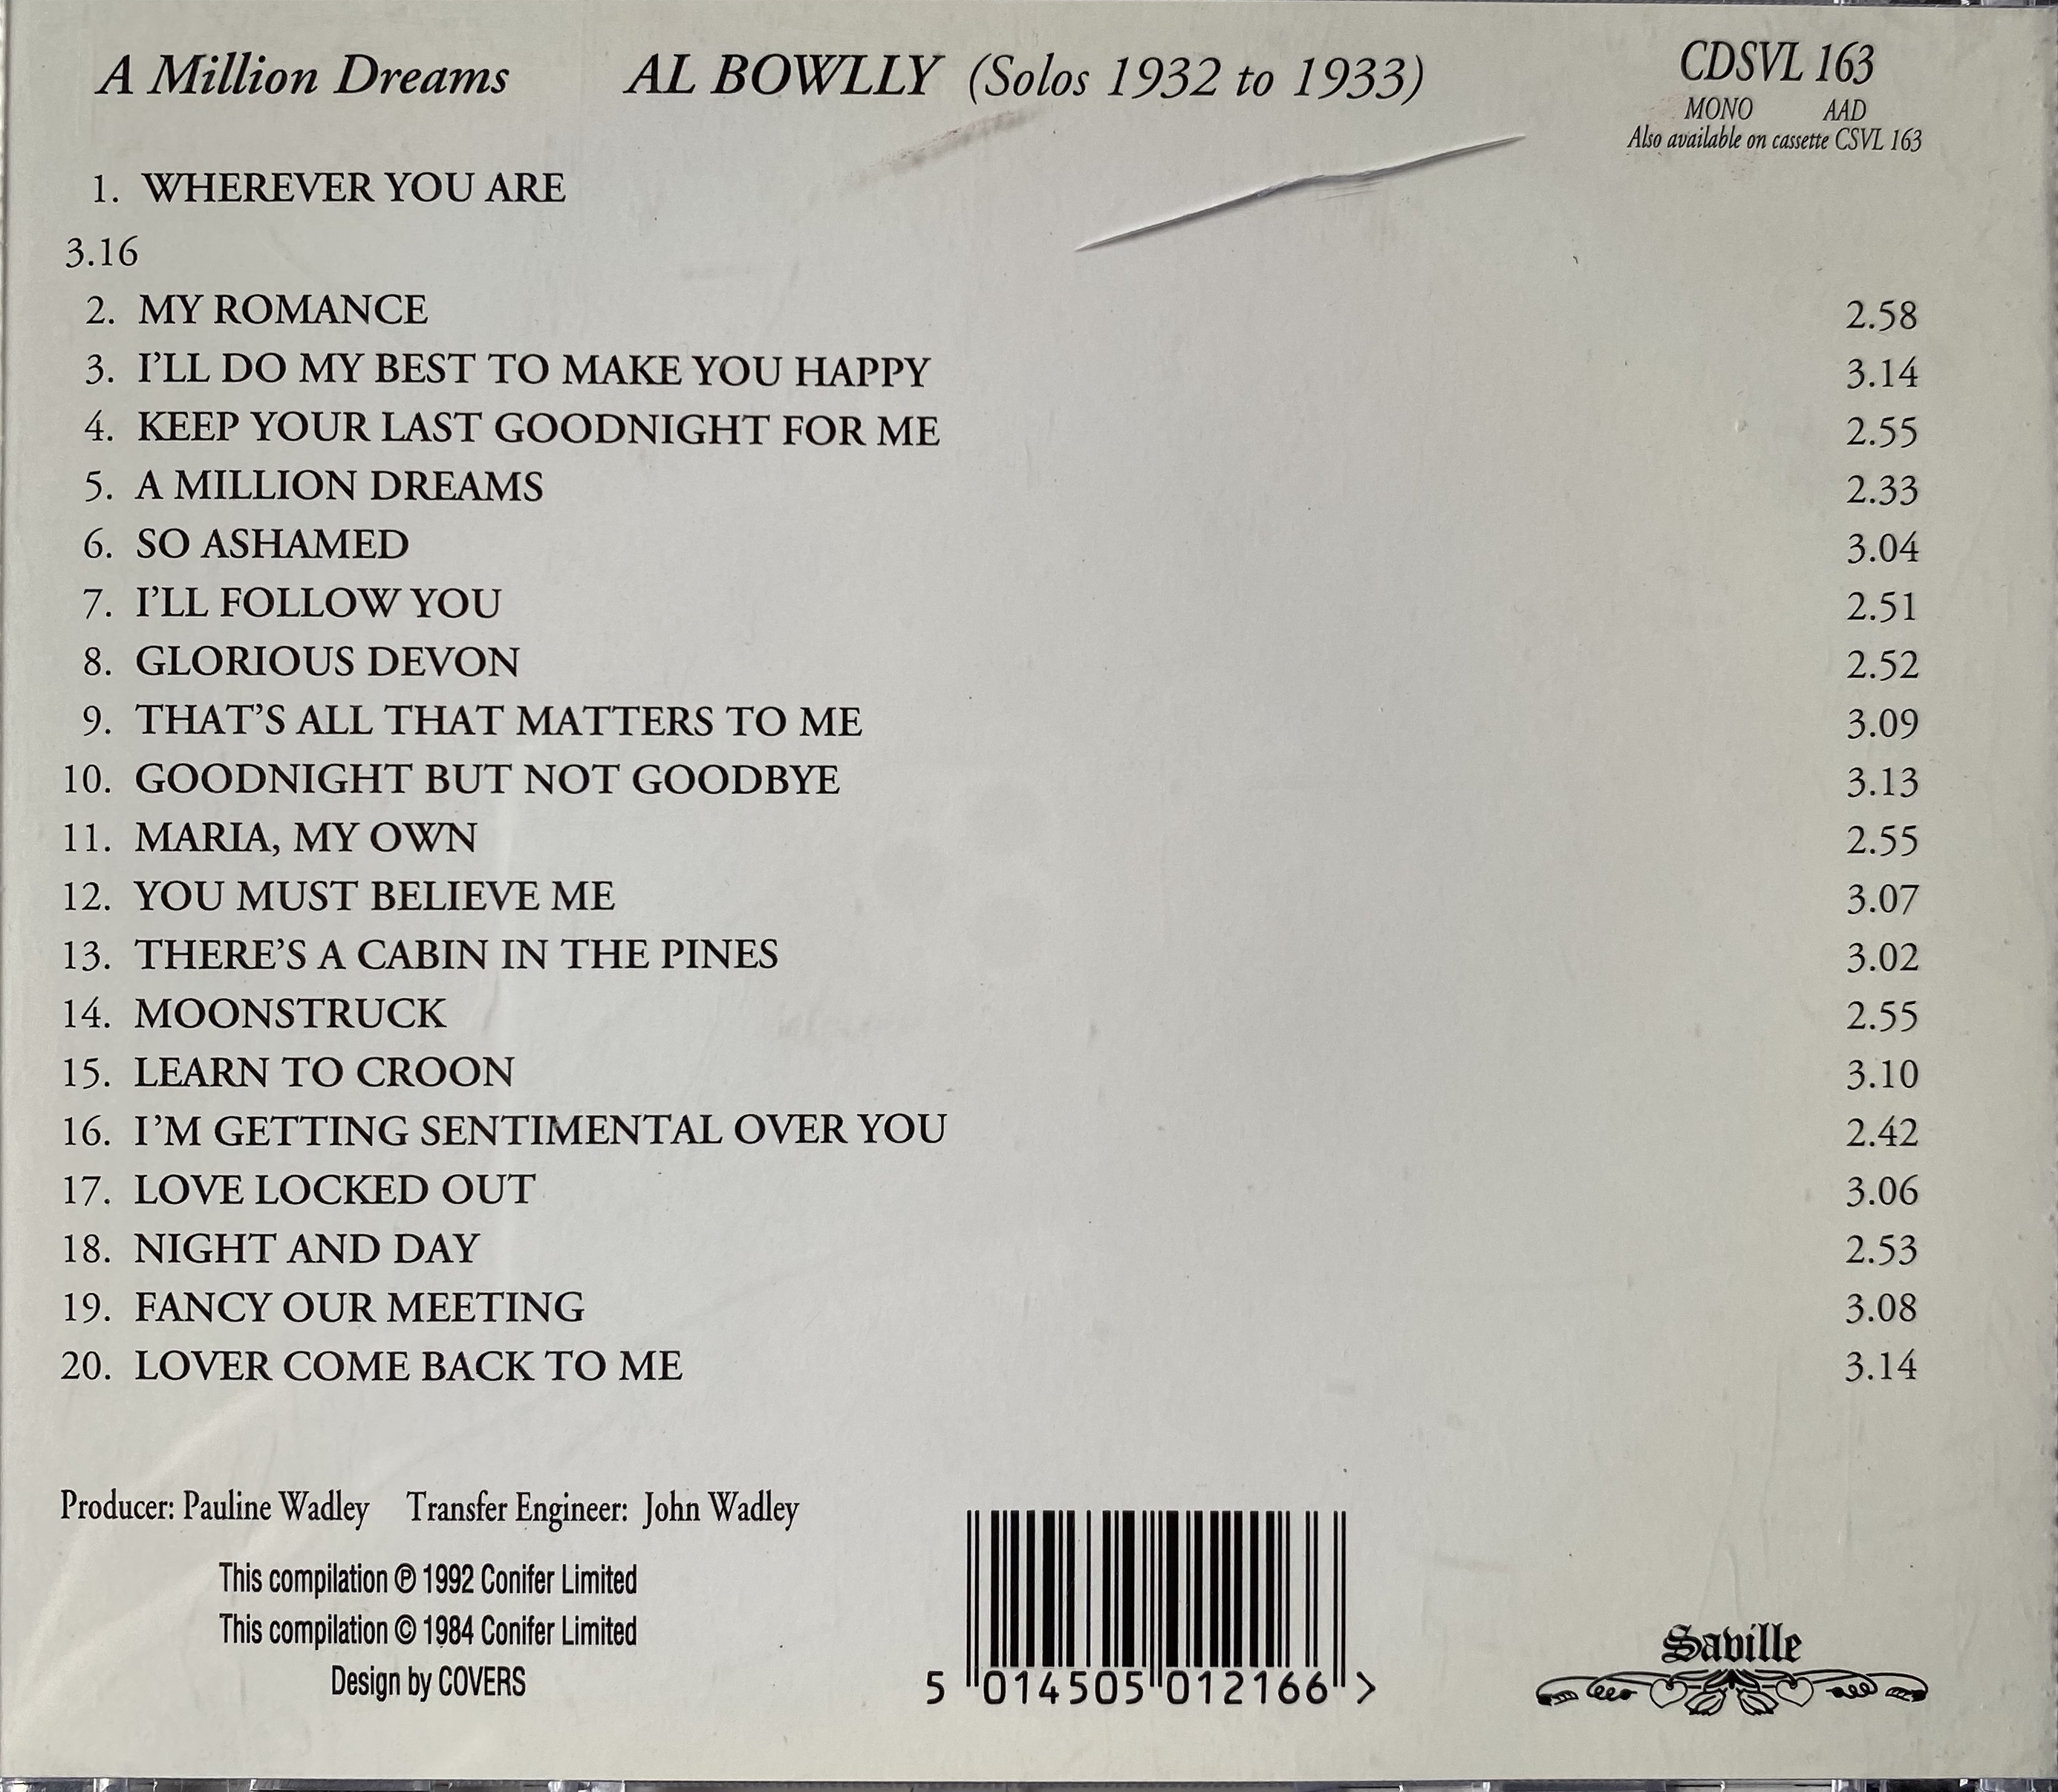 A Million Dreams AL BOWLLY (Solos 1932 to 1933) CDSVL 163
MONO AAD
Also available on cassette CSVL 163
1. WHEREVER YOU ARE
3.16
2. MY ROMANCE 2.58
3. I'LL DO MY BEST TO MAKE YOU HAPPY 3.14
4. KEEP YOUR LAST GOODNIGHT FOR ME 2.55
5. A MILLION DREAMS 2.33
6. SO ASHAMED 3.04
7. I'LL FOLLOW YOU 2.51
8. GLORIOUS DEVON 2.52
9. THAT'S ALL THAT MATTERS TO ME 3.09
10. GOODNIGHT BUT NOT GOODBYE 3.13
11. MARIA, MY OWN 2.55
12. YOU MUST BELIEVE ME 3.07
13. THERE'S A CABIN IN THE PINES 3.02
14. MOONSTRUCK 2.55
15. LEARN TO CROON 3.10
16. I'M GETTING SENTIMENTAL OVER YOU 2.42
17. LOVE LOCKED OUT 3.06
18. NIGHT AND DAY 2.53
19. FANCY OUR MEETING 3.08
20. LOVER COME BACK TO ME 3.14
Producer: Pauline Wadley Transfer Engineer: John Wadley
This compilation ℗ 1992 Conifer Limited
This compilation © 1984 Conifer Limited
Design by COVERS
5 014505 012166 >
Saville